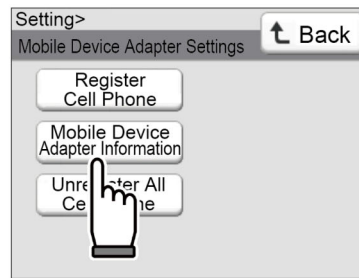 Setting>
Back
Mobile Device Adapter Settings
Register
Cell Phone
Mobile Device
Adapter Information
All